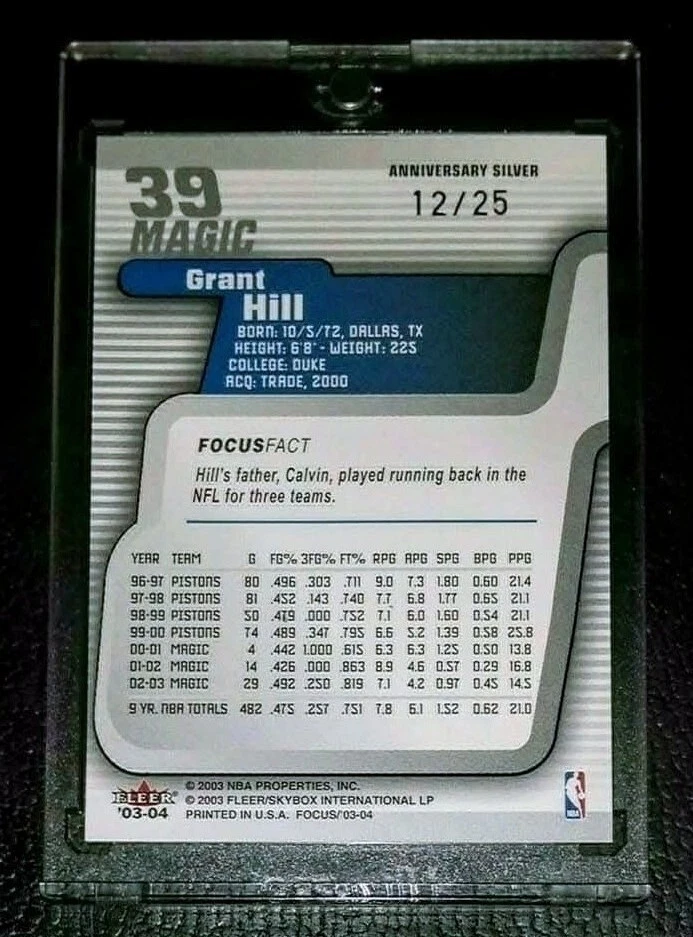 39
MAGIC
ANNIVERSARY SILVER
12/25
Grant
Hill
BORN: 10/5/72, DALLAS, TX
HEIGHT: 6'8" - WEIGHT: 225
COLLEGE: DUKE
ACQ: TRADE, 2000
FOCUSFACT
Hill's father, Calvin, played running back in the
NFL for three teams.
YEAR TEAM G FG% 3FG% FT% RPG APG SPG BPG PPG
96-97 PISTONS 80 .496 .303 .711 9.0 7.3 1.80 0.60 21.4
97-98 PISTONS 81 .452 .143 .740 7.7 6.8 1.77 0.65 21.1
98-99 PISTONS 50 .479 .000 .752 7.1 6.0 1.60 0.54 21.1
99-00 PISTONS 74 .489 .347 .795 6.6 5.2 1.39 0.58 25.8
00-01 MAGIC 4 .442 1.000 .615 6.3 6.3 1.25 0.50 13.8
01-02 MAGIC 14 .426 .000 .863 8.9 4.6 0.57 0.29 16.8
02-03 MAGIC 29 .492 .250 .819 7.1 4.2 0.97 0.45 14.5
9 YR. NBA TOTALS 482 .475 .257 .751 7.8 6.1 1.52 0.62 21.0
FLEER
'03-04
© 2003 NBA PROPERTIES, INC.
© 2003 FLEER/SKYBOX INTERNATIONAL LP
PRINTED IN U.S.A. FOCUS/'03-04
NBA